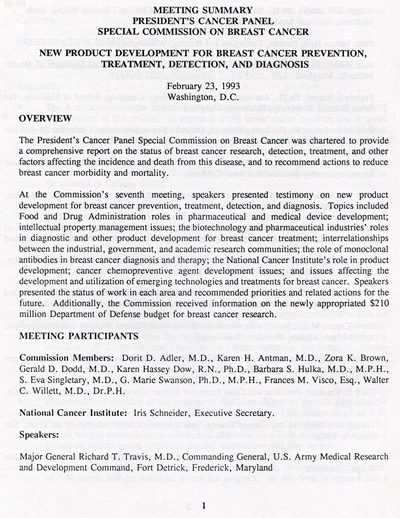 MEETING SUMMARY
PRESIDENT'S CANCER PANEL
SPECIAL COMMISSION ON BREAST CANCER
NEW PRODUCT DEVELOPMENT FOR BREAST CANCER PREVENTION,
TREATMENT, DETECTION, AND DIAGNOSIS
February 23, 1993
Washington, D.C.
OVERVIEW
The President's Cancer Panel Special Commission on Breast Cancer was chartered to provide
a comprehensive report on the status of breast cancer research, detection, treatment, and other
factors affecting the incidence and death from this disease, and to recommend actions to reduce
breast cancer morbidity and mortality.
At the Commission's seventh meeting, speakers presented testimony on new product
development for breast cancer prevention, treatment, detection, and diagnosis. Topics included
Food and Drug Administration roles in pharmaceutical and medical device development;
intellectual property management issues; the biotechnology and pharmaceutical industries' roles
in diagnostic and other product development for breast cancer treatment; interrelationships
between the industrial, government, and academic research communities; the role of monoclonal
antibodies in breast cancer diagnosis and therapy; the National Cancer Institute's role in product
development; cancer chemopreventive agent development issues; and issues affecting the
development and utilization of emerging technologies and treatments for breast cancer. Speakers
presented the status of work in each area and recommended priorities and related actions for the
future. Additionally, the Commission received information on the newly appropriated $210
million Department of Defense budget for breast cancer research.
MEETING PARTICIPANTS
Commission Members: Dorit D. Adler, M.D., Karen H. Antman, M.D., Zora K. Brown,
Gerald D. Dodd, M.D., Karen Hassey Dow, R.N., Ph.D., Barbara S. Hulka, M.D., M.P.H.,
S. Eva Singletary, M.D., G. Marie Swanson, Ph.D., M.P.H., Frances M. Visco, Esq., Walter
C. Willett, M.D., Dr.P.H.
National Cancer Institute: Iris Schneider, Executive Secretary.
Speakers:
Major General Richard T. Travis, M.D., Commanding General, U.S. Army Medical Research
and Development Command, Fort Detrick, Frederick, Maryland
1